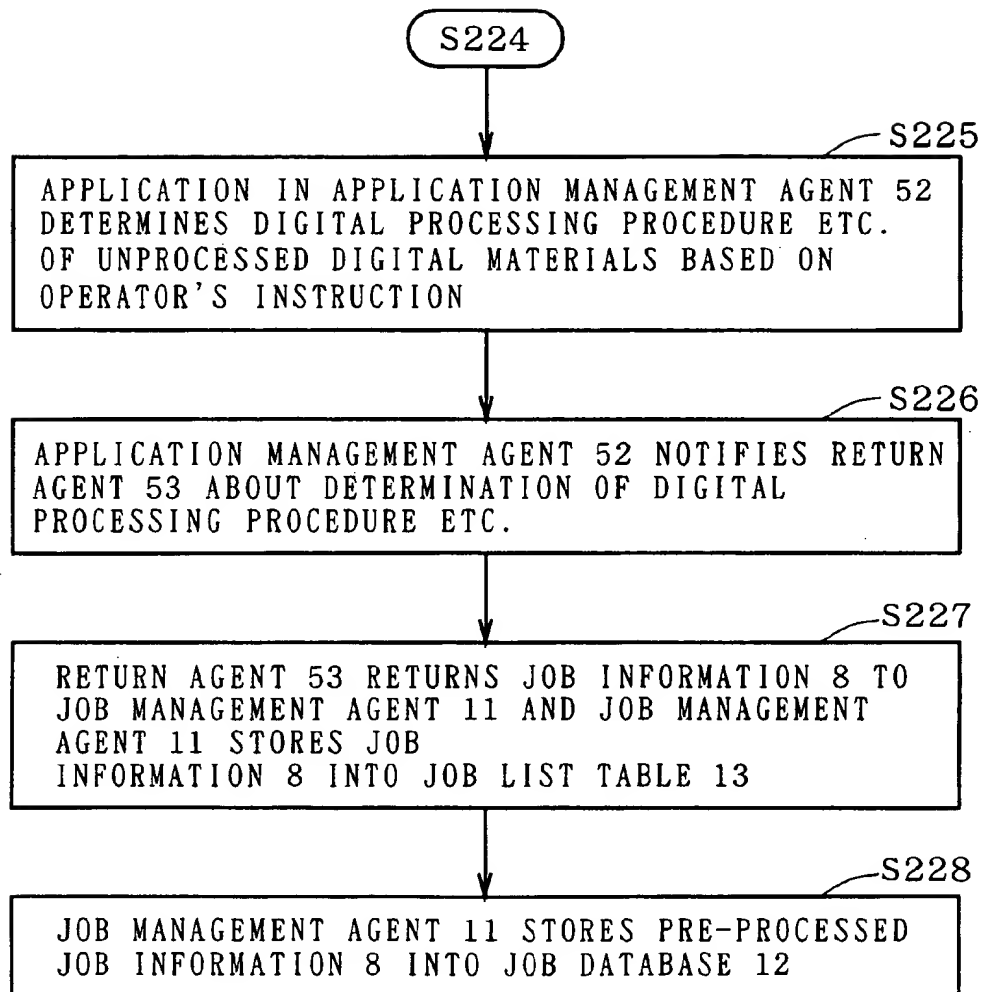 S224
S225
APPLICATION IN APPLICATION MANAGEMENT AGENT 52
DETERMINES DIGITAL PROCESSING PROCEDURE ETC.
OF UNPROCESSED DIGITAL MATERIALS BASED ON
OPERATOR'S INSTRUCTION
S226
APPLICATION MANAGEMENT AGENT 52 NOTIFIES RETURN
AGENT 53 ABOUT DETERMINATION OF DIGITAL
PROCESSING PROCEDURE ETC.
S227
RETURN AGENT 53 RETURNS JOB INFORMATION 8 TO
JOB MANAGEMENT AGENT 11 AND JOB MANAGEMENT
AGENT 11 STORES JOB
INFORMATION 8 INTO JOB LIST TABLE 13
S228
JOB MANAGEMENT AGENT 11 STORES PRE-PROCESSED
JOB INFORMATION 8 INTO JOB DATABASE 12